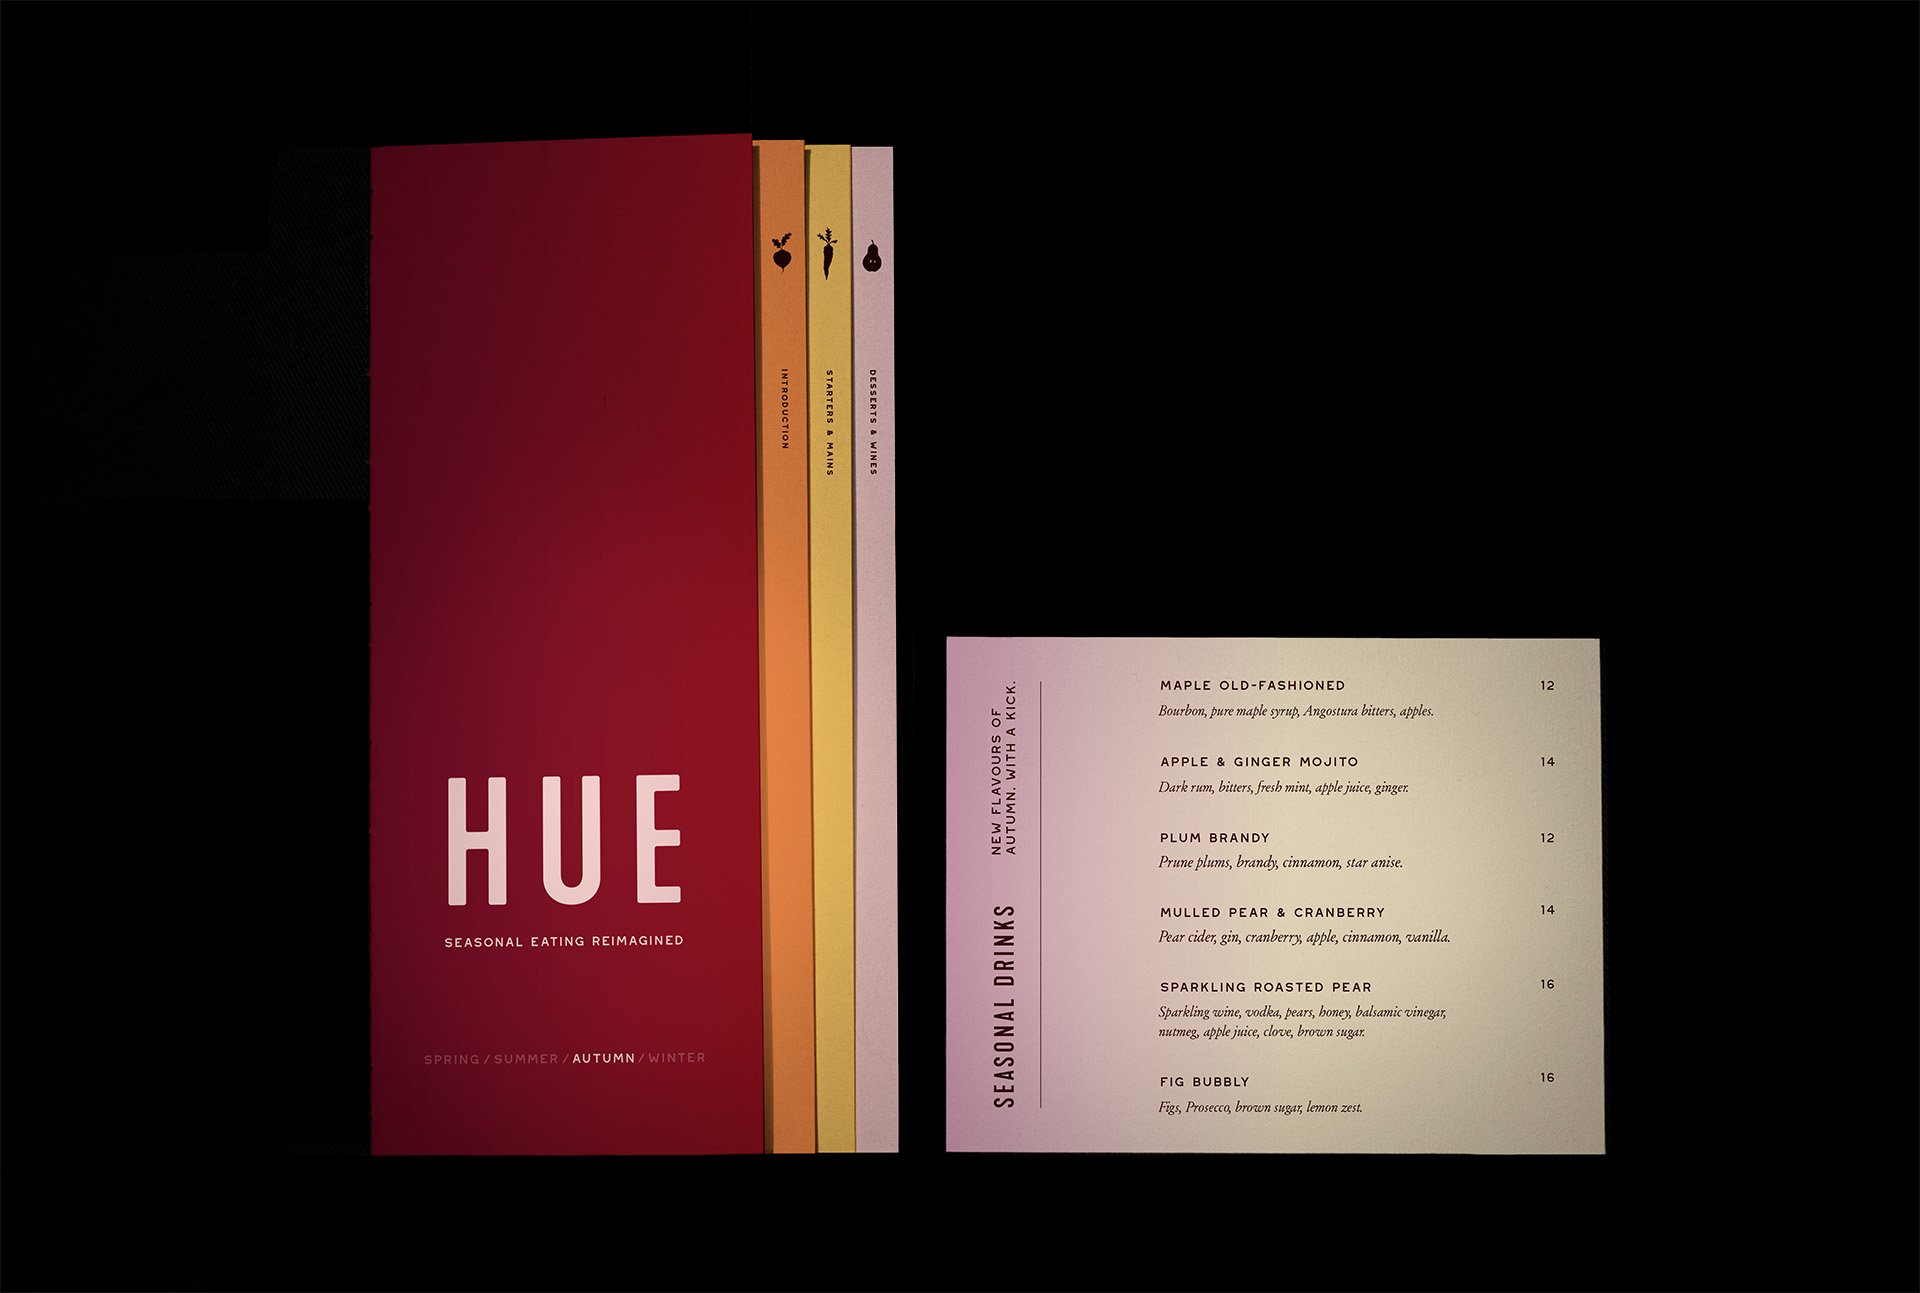 HUE
SEASONAL EATING REIMAGINED
SPRING / SUMMER / AUTUMN / WINTER
INTRODUCTION
STARTERS & MAINS
DESSERTS & WINES
SEASONAL DRINKS
NEW FLAVOURS OF
AUTUMN. WITH A KICK.
MAPLE OLD-FASHIONED 12
Bourbon, pure maple syrup, Angostura bitters, apples.
APPLE & GINGER MOJITO 14
Dark rum, bitters, fresh mint, apple juice, ginger.
PLUM BRANDY 12
Prune plums, brandy, cinnamon, star anise.
MULLED PEAR & CRANBERRY 14
Pear cider, gin, cranberry, apple, cinnamon, vanilla.
SPARKLING ROASTED PEAR 16
Sparkling wine, vodka, pears, honey, balsamic vinegar,
nutmeg, apple juice, clove, brown sugar.
FIG BUBBLY 16
Figs, Prosecco, brown sugar, lemon zest.